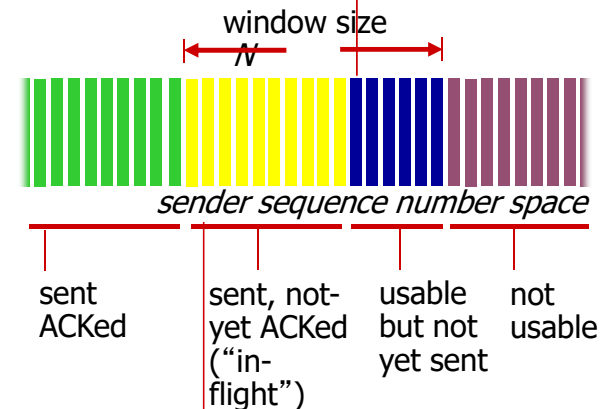 window size
N
sender sequence number space
sent
ACKed
sent, not-
yet ACKed
(“in-
flight”)
usable
but not
yet sent
not
usable